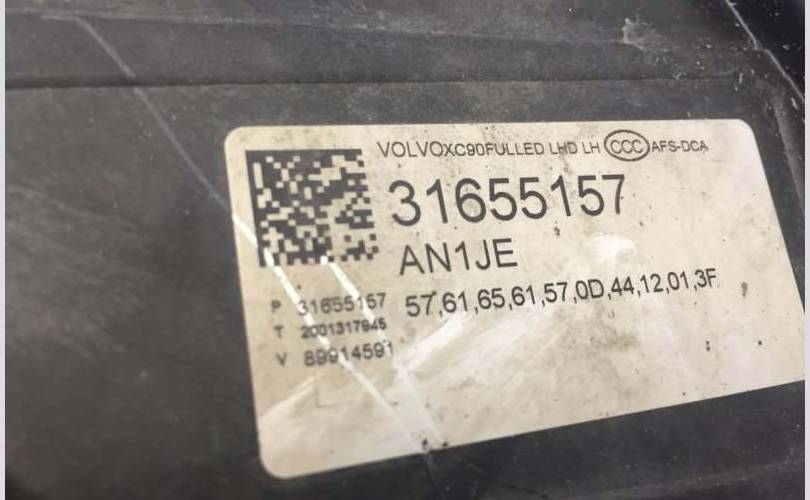 VOLVOXC90FULLED LHD LH CCC AFS-DCA
31655157
AN1JE
57,61,65,61,57,0D,44,12,01,3F
P 31655157
T 2001317845
V 89914591